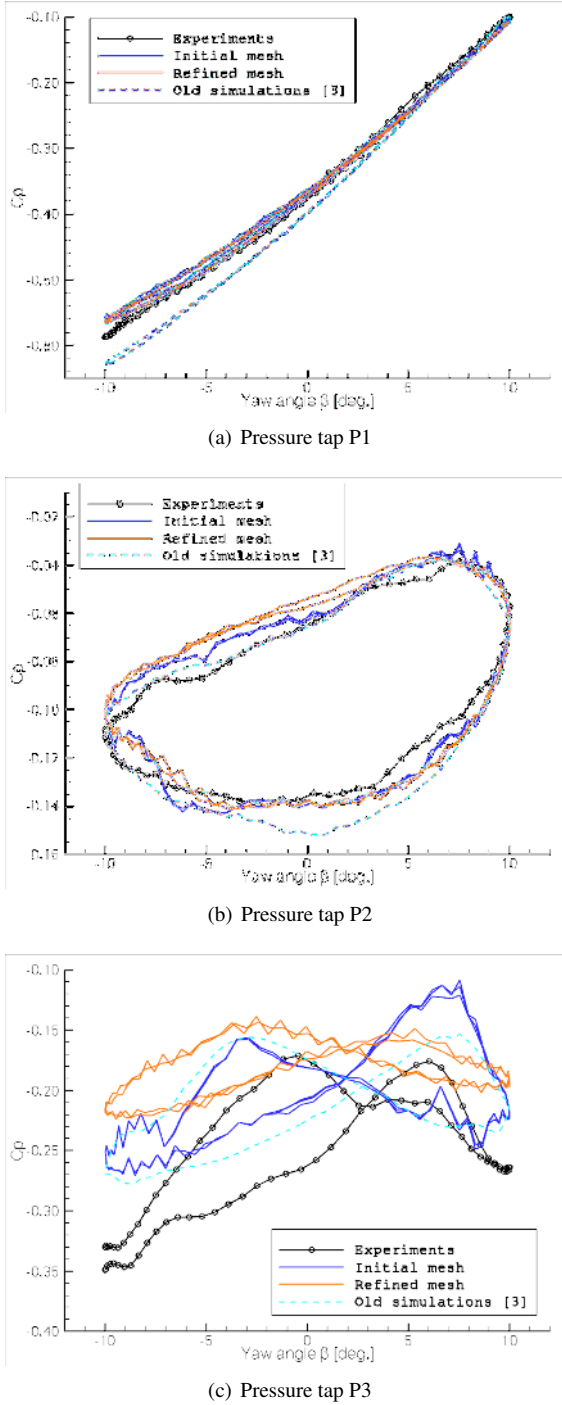 -0.10
Experiments
Initial mesh
Refined mesh
Old simulations [3]
-0.20
-0.30
Cp
-0.40
-10
-5
0
5
10
Yaw angle β [deg.]
(a) Pressure tap P1
Experiments
Initial mesh
Refined mesh
Old simulations [3]
Cp
-0.10
-0.14
-10
-5
0
5
10
Yaw angle β [deg.]
(b) Pressure tap P2
-0.10
-0.15
-0.20
Cp
-0.25
-0.30
-0.35
-0.40
Experiments
Initial mesh
Refined mesh
Old simulations [3]
-10
-5
0
5
10
Yaw angle β [deg.]
(c) Pressure tap P3